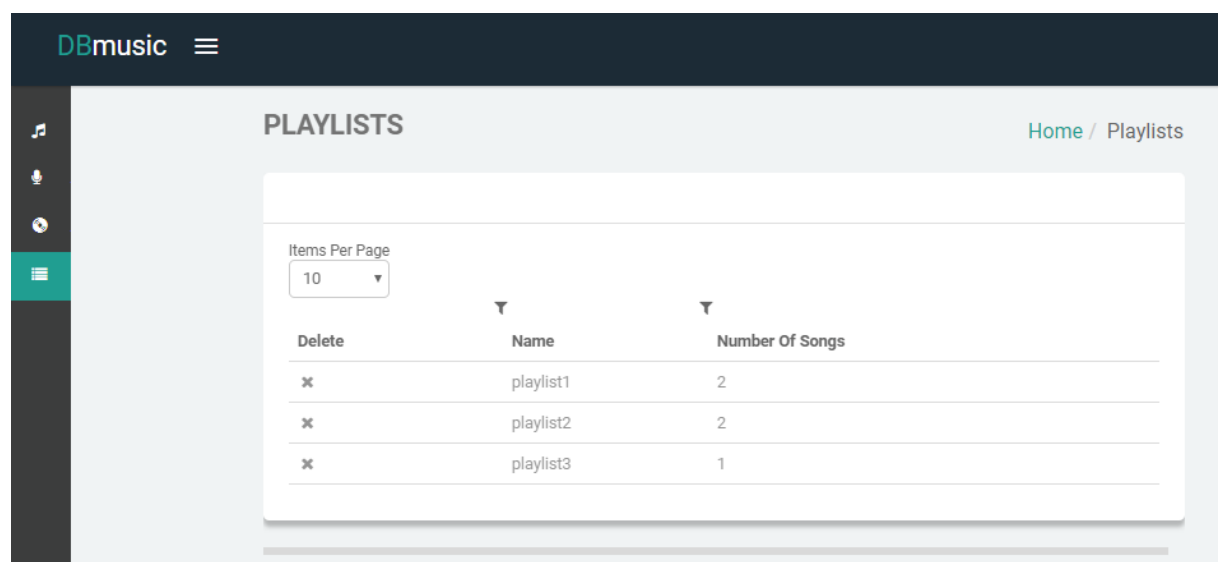 DBmusic
PLAYLISTS
Home / Playlists
Items Per Page
10
Delete Name Number Of Songs
playlist1 2
playlist2 2
playlist3 1